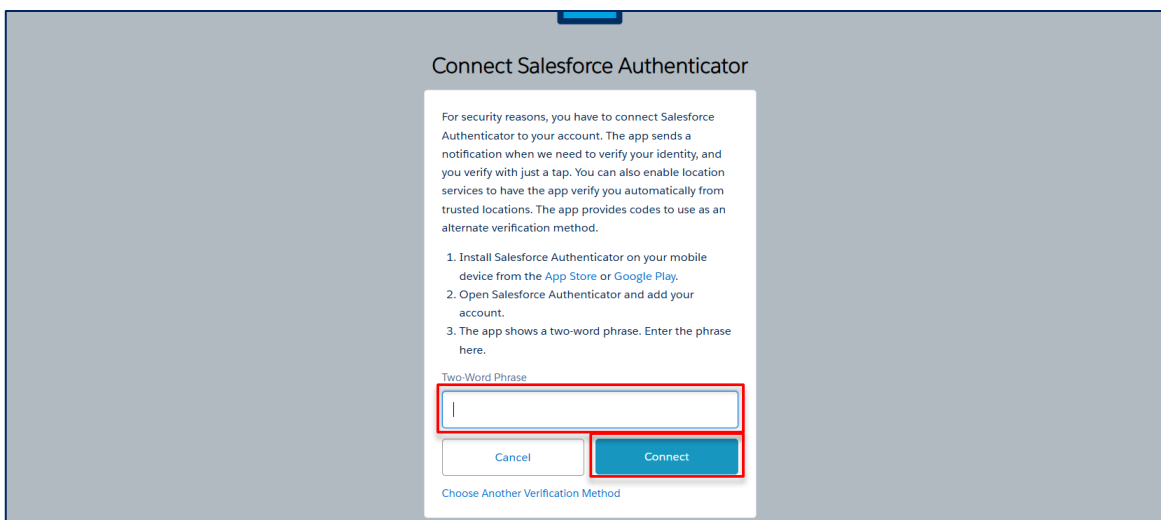 Connect Salesforce Authenticator
For security reasons, you have to connect Salesforce
Authenticator to your account. The app sends a
notification when we need to verify your identity, and
you verify with just a tap. You can also enable location
services to have the app verify you automatically from
trusted locations. The app provides codes to use as an
alternate verification method.
1. Install Salesforce Authenticator on your mobile
device from the App Store or Google Play.
2. Open Salesforce Authenticator and add your
account.
3. The app shows a two-word phrase. Enter the phrase
here.
Two-Word Phrase
Cancel Connect
Choose Another Verification Method